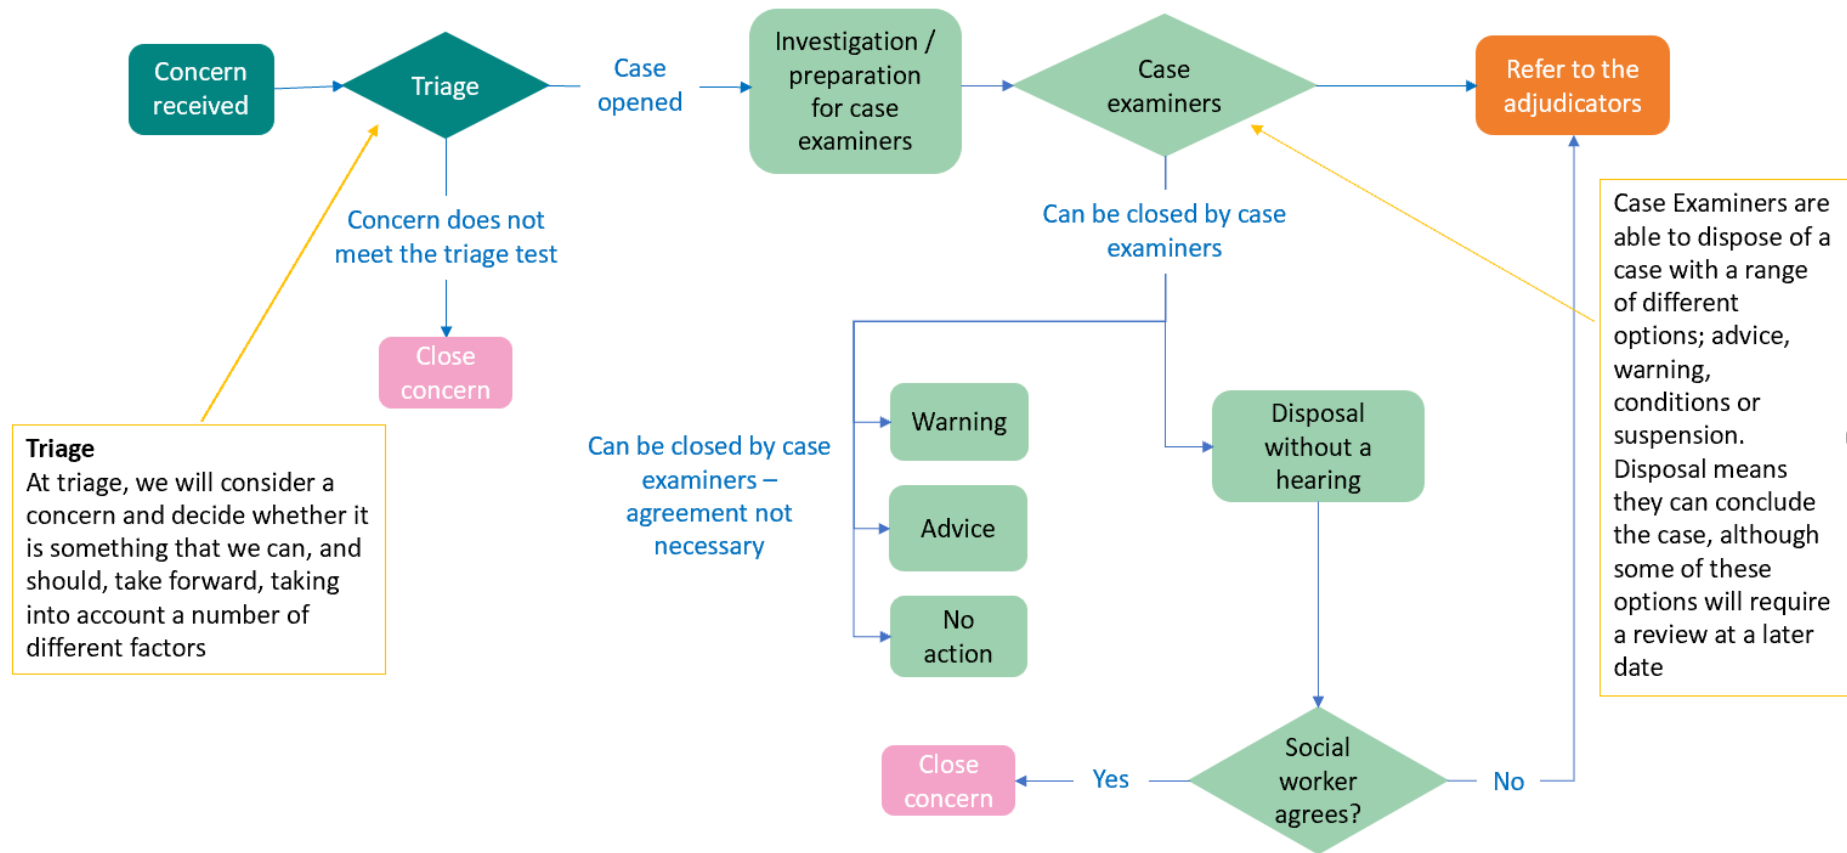 Concern
received
Triage
Case
opened
Investigation /
preparation
for case
examiners
Case
examiners
Refer to the
adjudicators
Concern does not
meet the triage test
Close
concern
Triage
At triage, we will consider a
concern and decide whether it
is something that we can, and
should, take forward, taking
into account a number of
different factors
Can be closed by case
examiners
Can be closed by case
examiners –
agreement not
necessary
Warning
Advice
No
action
Disposal
without a
hearing
Social
worker
agrees?
Yes
Close
concern
No
Case Examiners are
able to dispose of a
case with a range
of different
options; advice,
warning,
conditions or
suspension.
Disposal means
they can conclude
the case, although
some of these
options will require
a review at a later
date